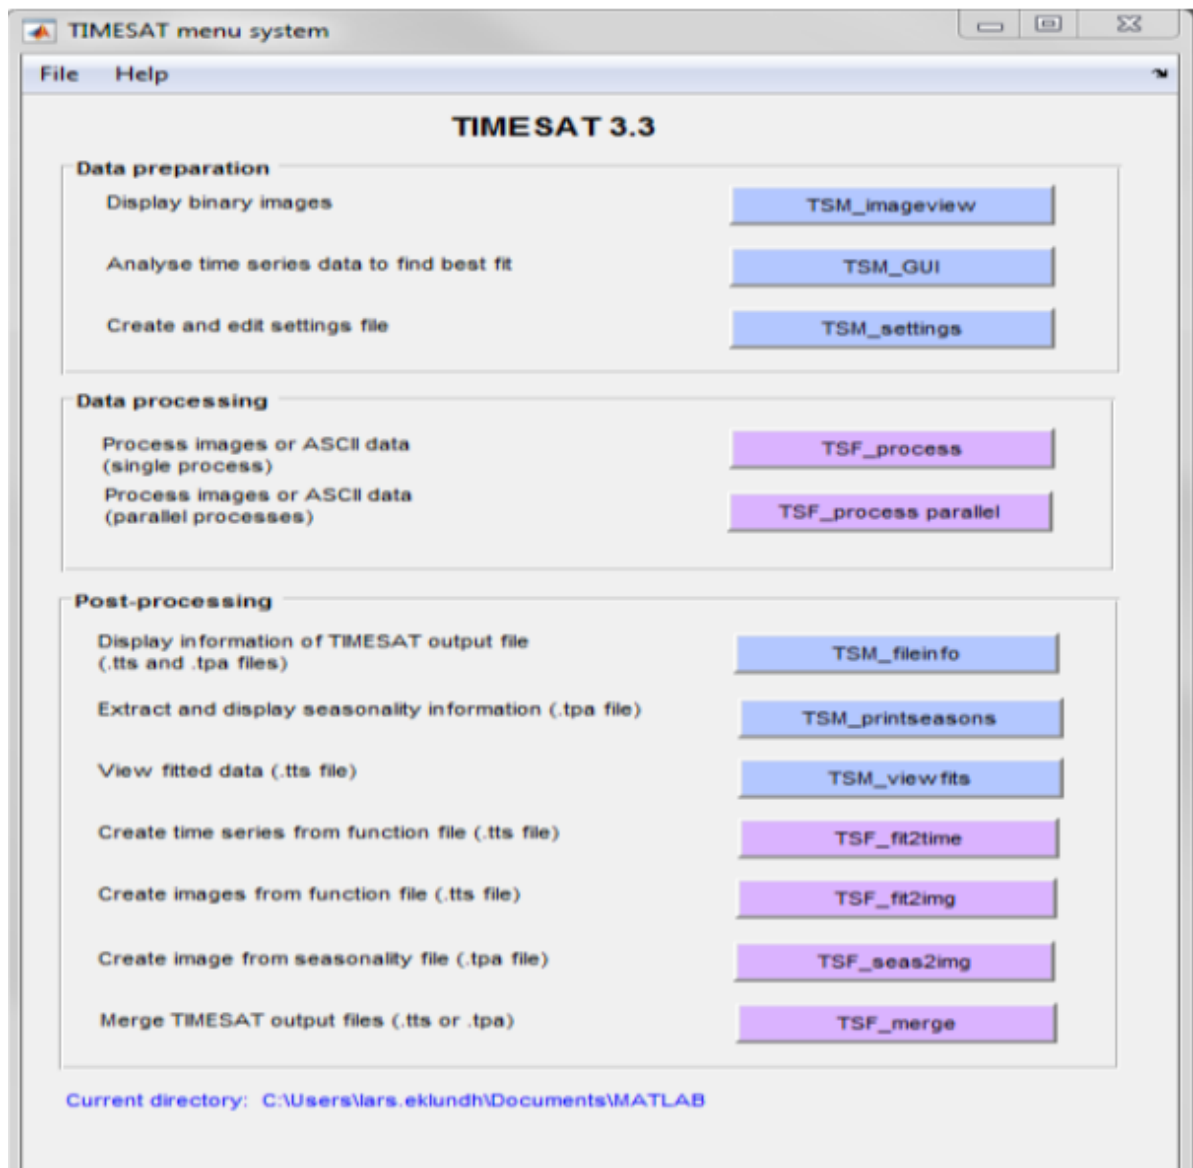 TIMESAT menu system
File Help
TIMESAT 3.3
Data preparation
Display binary images TSM_imageview
Analyse time series data to find best fit TSM_GUI
Create and edit settings file TSM_settings
Data processing
Process images or ASCII data
(single process) TSF_process
Process images or ASCII data
(parallel processes) TSF_process parallel
Post-processing
Display information of TIMESAT output file
(.tts and .tpa files) TSM_fileinfo
Extract and display seasonality information (.tpa file) TSM_printseasons
View fitted data (.tts file) TSM_viewfits
Create time series from function file (.tts file) TSF_fit2time
Create images from function file (.tts file) TSF_fit2img
Create image from seasonality file (.tpa file) TSF_seas2img
Merge TIMESAT output files (.tts or .tpa) TSF_merge
Current directory: C:\Users\lars.eklundh\Documents\MATLAB